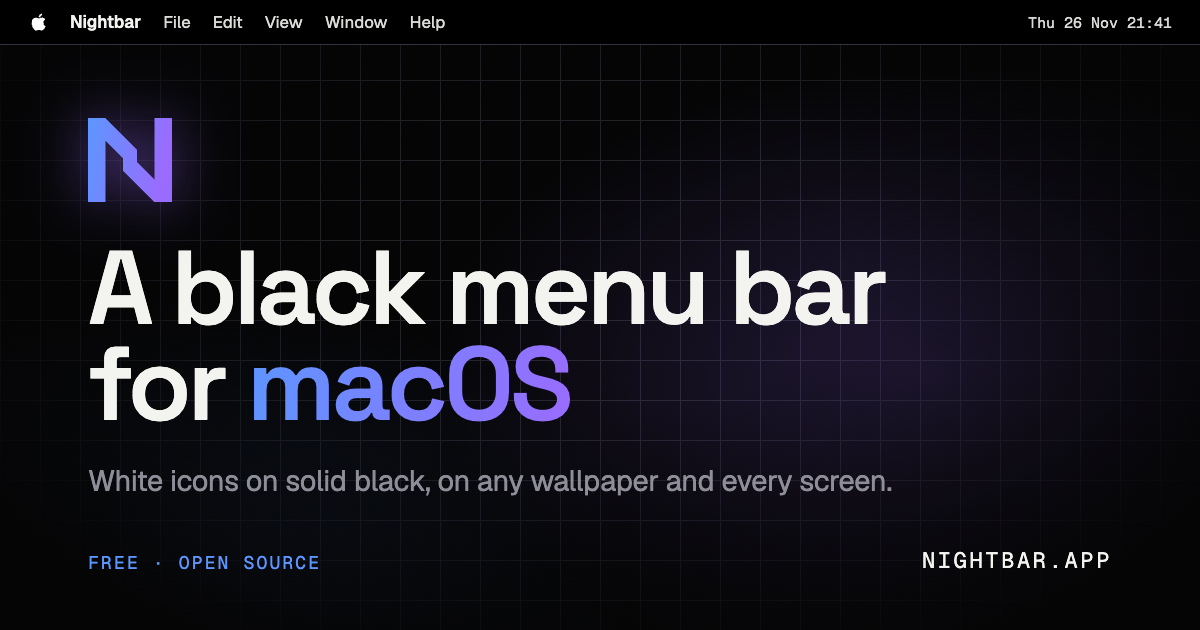 Nightbar File Edit View Window Help Thu 26 Nov 21:41
N
A black menu bar
for macOS
White icons on solid black, on any wallpaper and every screen.
FREE · OPEN SOURCE
NIGHTBAR.APP